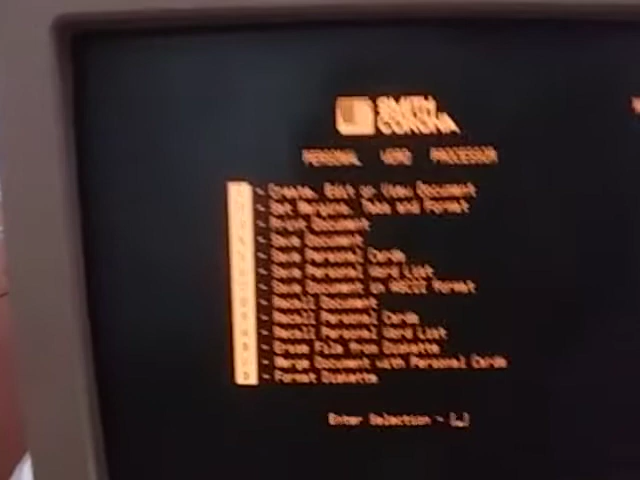 SMITH
CORONA
PERSONAL WORD PROCESSOR
- Create, Edit or View Document
- Set Margins, Tabs and Format
- Print Document
- Save Document
- Save Personal Cards
- Save Personal Word List
- Save Document in ASCII Format
- Recall Document
- Recall Personal Cards
- Recall Personal Word List
- Erase File from Diskette
- Merge Document with Personal Cards
- Format Diskette
Enter Selection - [_]